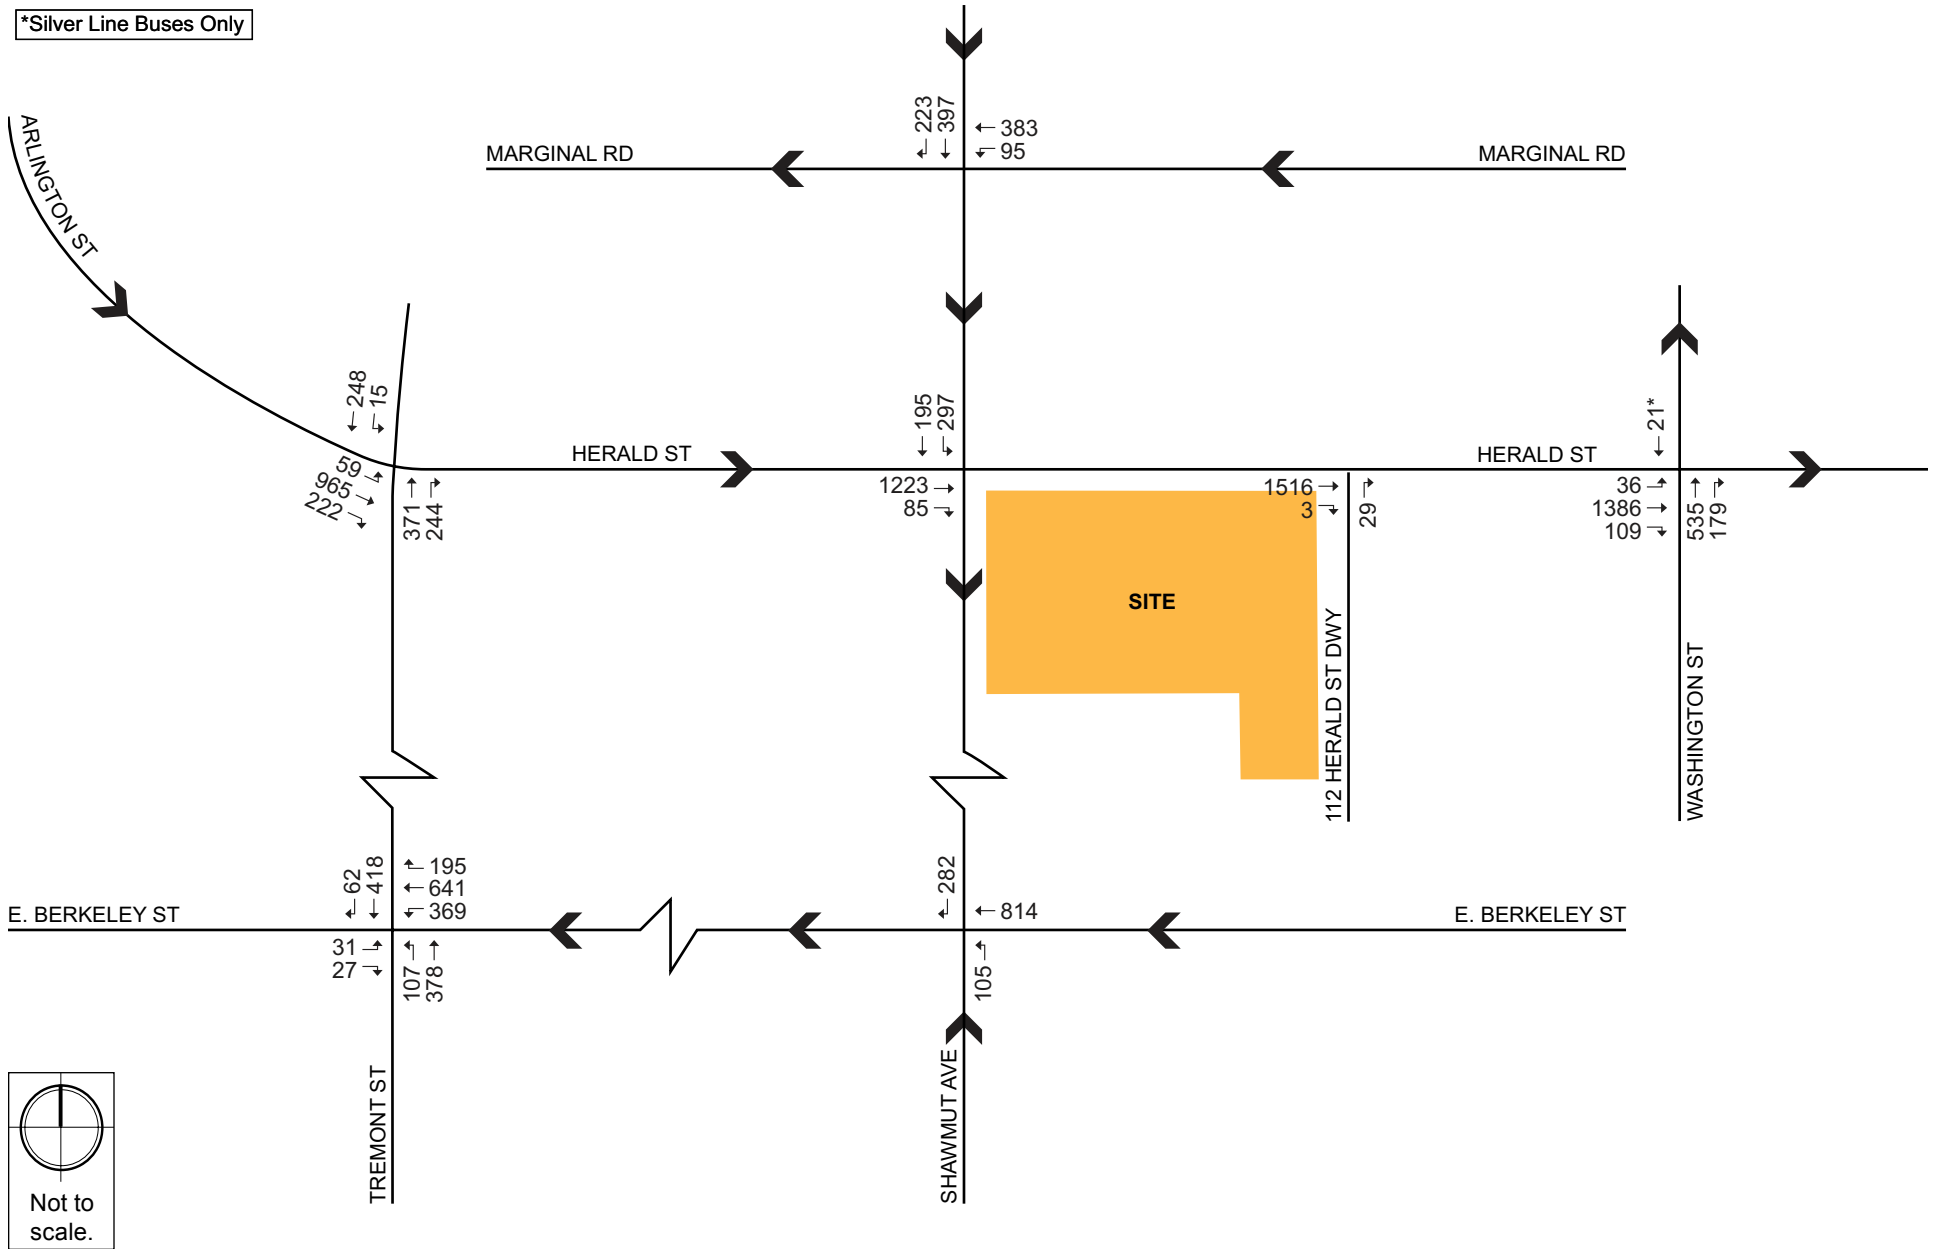 *Silver Line Buses Only
ARLINGTON ST
223
397
383
95
MARGINAL RD
MARGINAL RD
248
15
59
965
222
371
244
HERALD ST
195
297
1223
85
SITE
1516
3
29
112 HERALD ST DWY
HERALD ST
21*
36
1386
109
535
179
WASHINGTON ST
62
418
195
641
369
E. BERKELEY ST
31
27
107
378
282
814
105
E. BERKELEY ST
TREMONT ST
SHAWMUT AVE
Not to
scale.